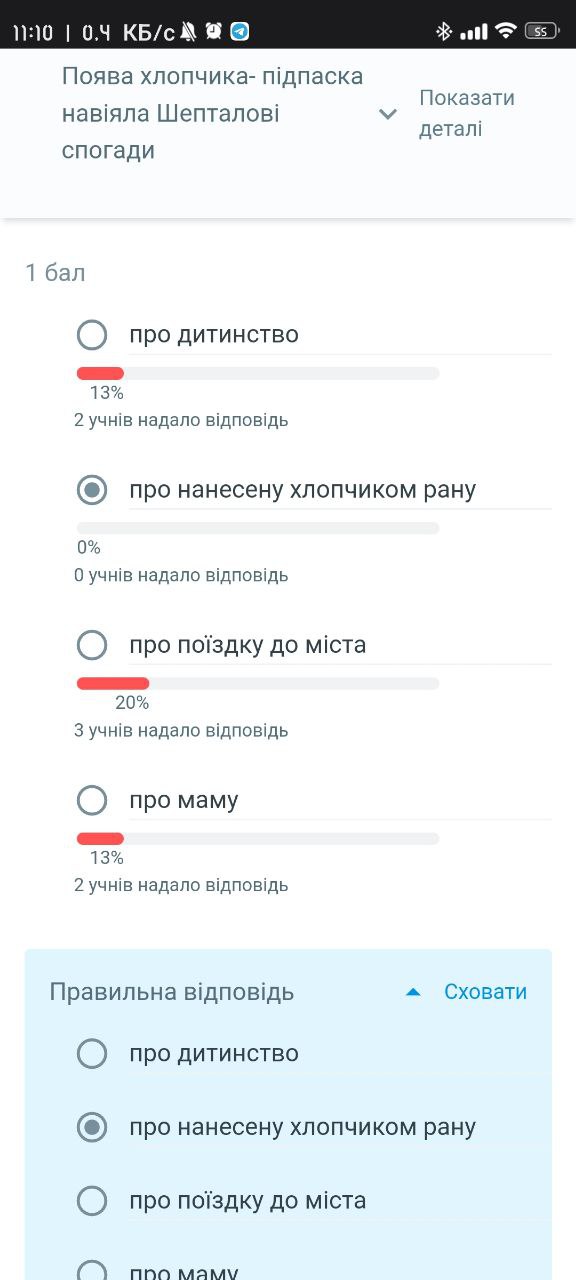 11:10 | 0.4 КБ/с
55
Поява хлопчика- підпаска
навіяла Шепталові
спогади
Показати
деталі
1 бал
про дитинство
13%
2 учнів надало відповідь
про нанесену хлопчиком рану
0%
0 учнів надало відповідь
про поїздку до міста
20%
3 учнів надало відповідь
про маму
13%
2 учнів надало відповідь
Правильна відповідь
Сховати
про дитинство
про нанесену хлопчиком рану
про поїздку до міста
про маму